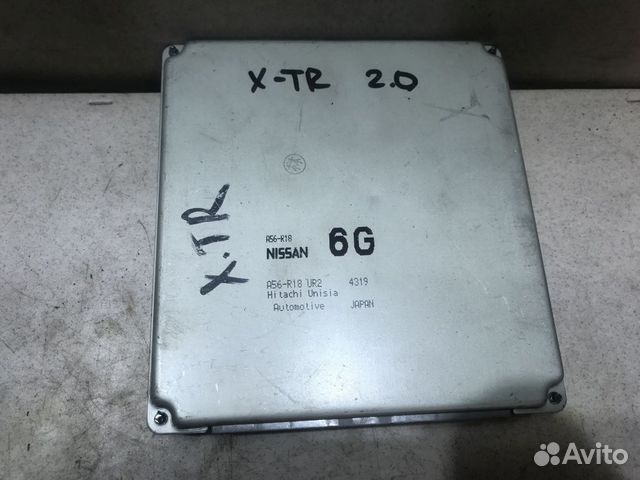 X-TR 2.0
X.TR
A56-R18
NISSAN 6G
A56-R18 UR2 4319
Hitachi Unisia
Automotive JAPAN
Avito